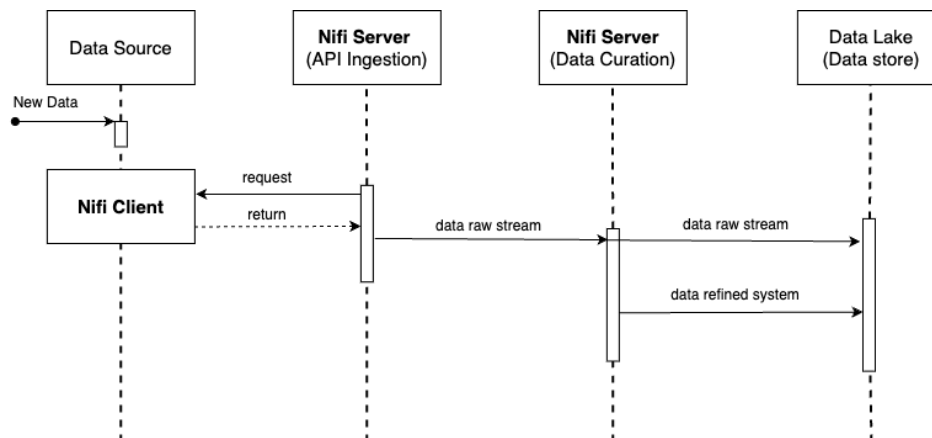 Data Source
Nifi Server
(API Ingestion)
Nifi Server
(Data Curation)
Data Lake
(Data store)
New Data
Nifi Client
request
return
data raw stream
data raw stream
data refined system